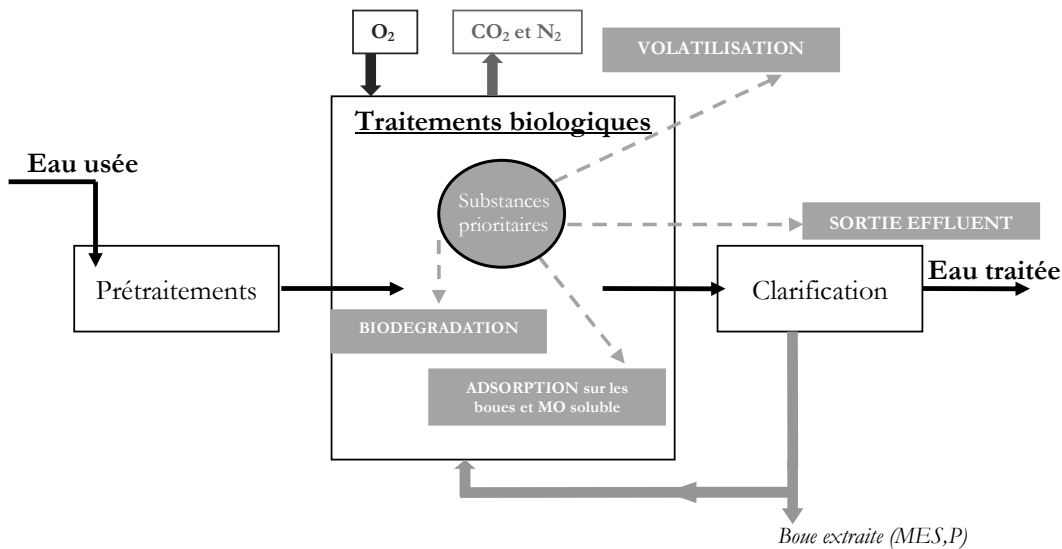 O₂
CO₂ et N₂
VOLATILISATION
Traitements biologiques
Eau usée
Substances
prioritaires
SORTIE EFFLUENT
Eau traitée
Prétraitements
Clarification
BIODEGRADATION
ADSORPTION sur les
boues et MO soluble
Boue extraite (MES,P)